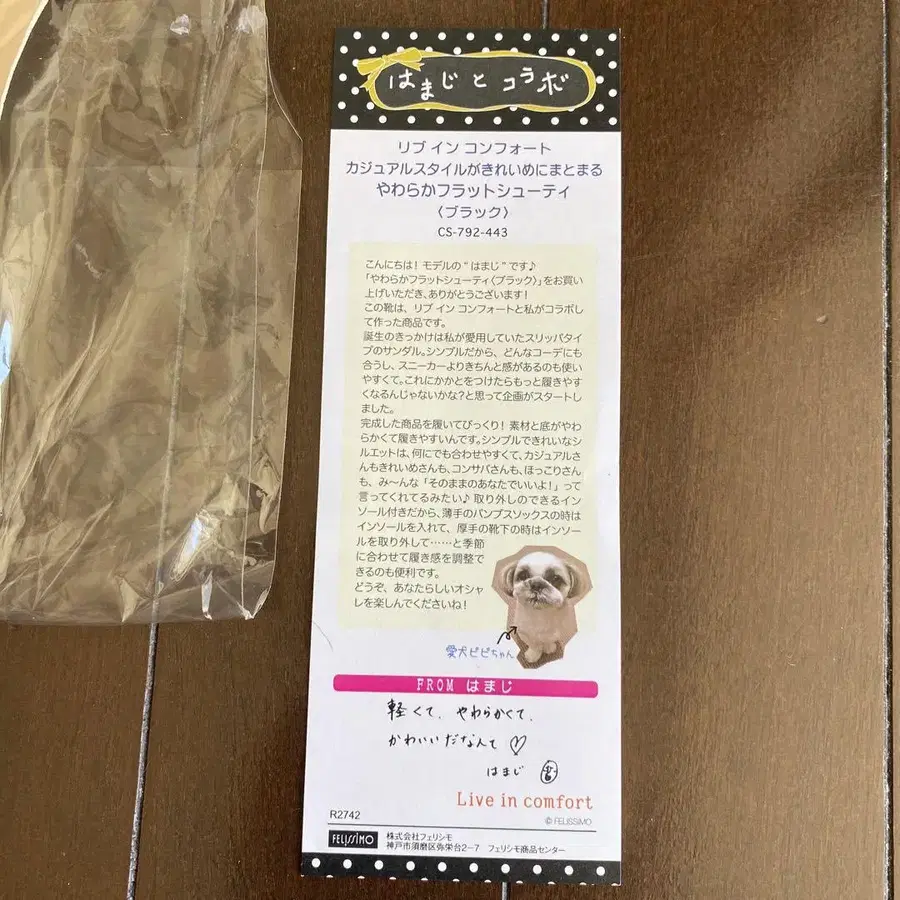 はまじとコラボ
リブ イン コンフォート
カジュアルスタイルがきれいめにまとまる
やわらかフラットシューティ
〈ブラック〉
CS-792-443
こんにちは! モデルの“はまじ”です♪
「やわらかフラットシューティ〈ブラック〉」をお買
い上げいただき、ありがとうございます!
この靴は、リブ イン コンフォートと私がコラボし
て作った商品です。
誕生のきっかけは私が愛用していたスリッパタイ
プのサンダル。シンプルだから、どんなコーデにも
合うし、スニーカーよりきちんと感があるのも使い
やすくて。これにかかとをつけたらもっと履きやす
くなるんじゃないかな?と思って企画がスタートし
ました。
完成した商品を履いてびっくり! 素材と底がやわ
らかくて履きやすいんです。シンプルできれいなシ
ルエットは、何にでも合わせやすくて、カジュアルさ
んもきれいめさんも、コンサバさんも、ほっこりさん
も、み〜んな「そのままのあなたでいいよ!」って
言ってくれてるみたい♪ 取り外しのできるイン
ソール付きだから、薄手のパンプスソックスの時は
インソールを入れて、厚手の靴下の時はインソー
ルを取り外して……と季節
に合わせて履き感を調整で
きるのも便利です。
どうぞ、あなたらしいオシャ
レを楽しんでくださいね!
愛犬ピピちゃん
FROM はまじ
軽くて、やわらかくて、
かわいいだなんて♡
はまじ
Live in comfort
R2742
© FELISSIMO
FELISSIMO
株式会社フェリシモ
神戸市須磨区弥栄台2-7 フェリシモ商品センター